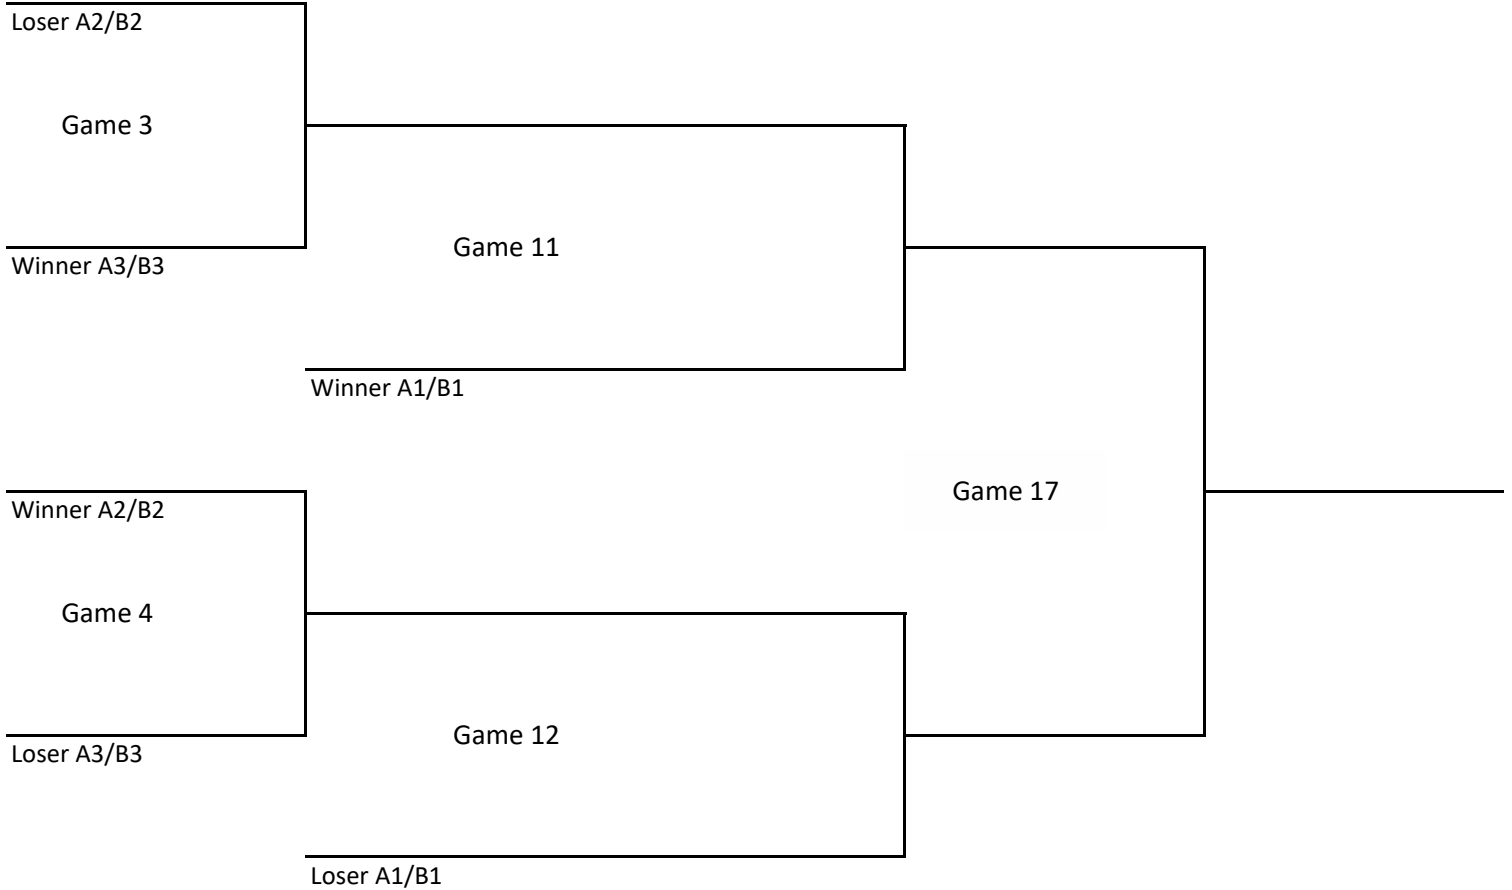 Loser A2/B2
Game 3
Winner A3/B3
Game 11
Winner A1/B1
Game 17
Winner A2/B2
Game 4
Loser A3/B3
Game 12
Loser A1/B1